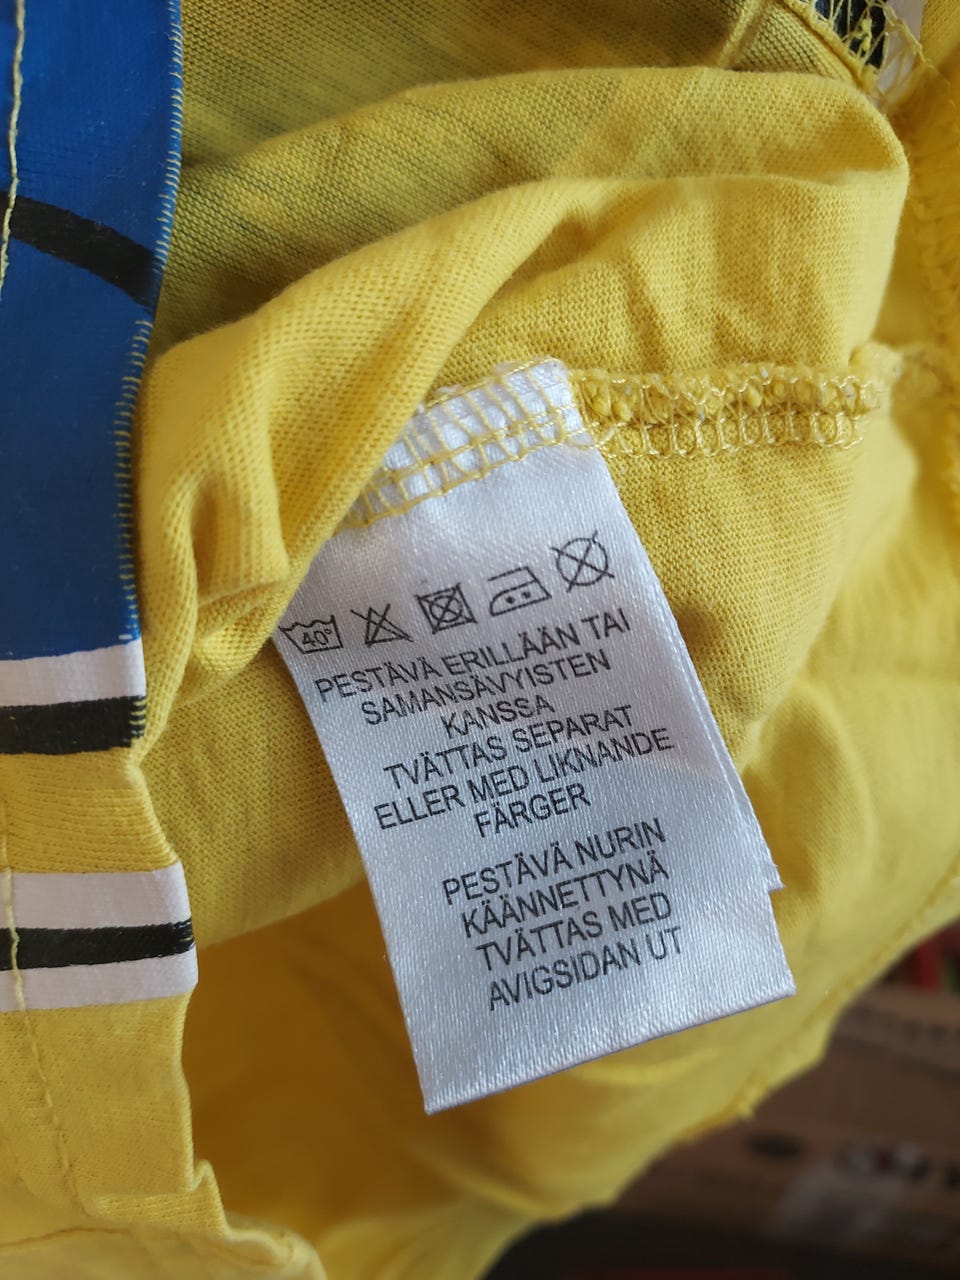 40°
PESTÄVÄ ERILLÄÄN TAI
SAMANSÄVYISTEN
KANSSA
TVÄTTAS SEPARAT
ELLER MED LIKNANDE
FÄRGER
PESTÄVÄ NURIN
KÄÄNNETTYNÄ
TVÄTTAS MED
AVIGSIDAN UT